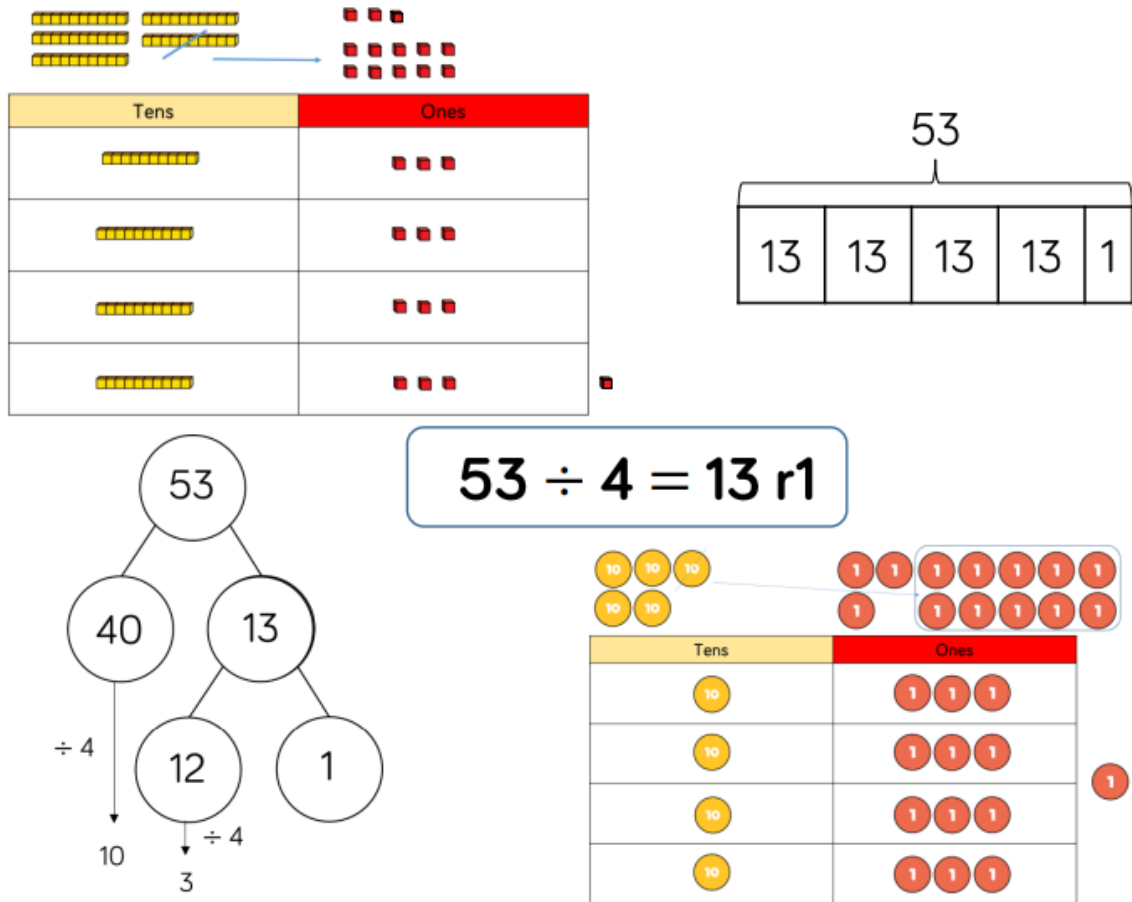 Tens Ones
53
13 13 13 13 1
53 ÷ 4 = 13 r1
53
40 13
÷ 4 12 1
10 ÷ 4
3
10 10 10 1 1 1 1 1 1 1
10 10 1 1 1 1 1 1
Tens Ones
10 1 1 1
10 1 1 1
1
10 1 1 1
10 1 1 1